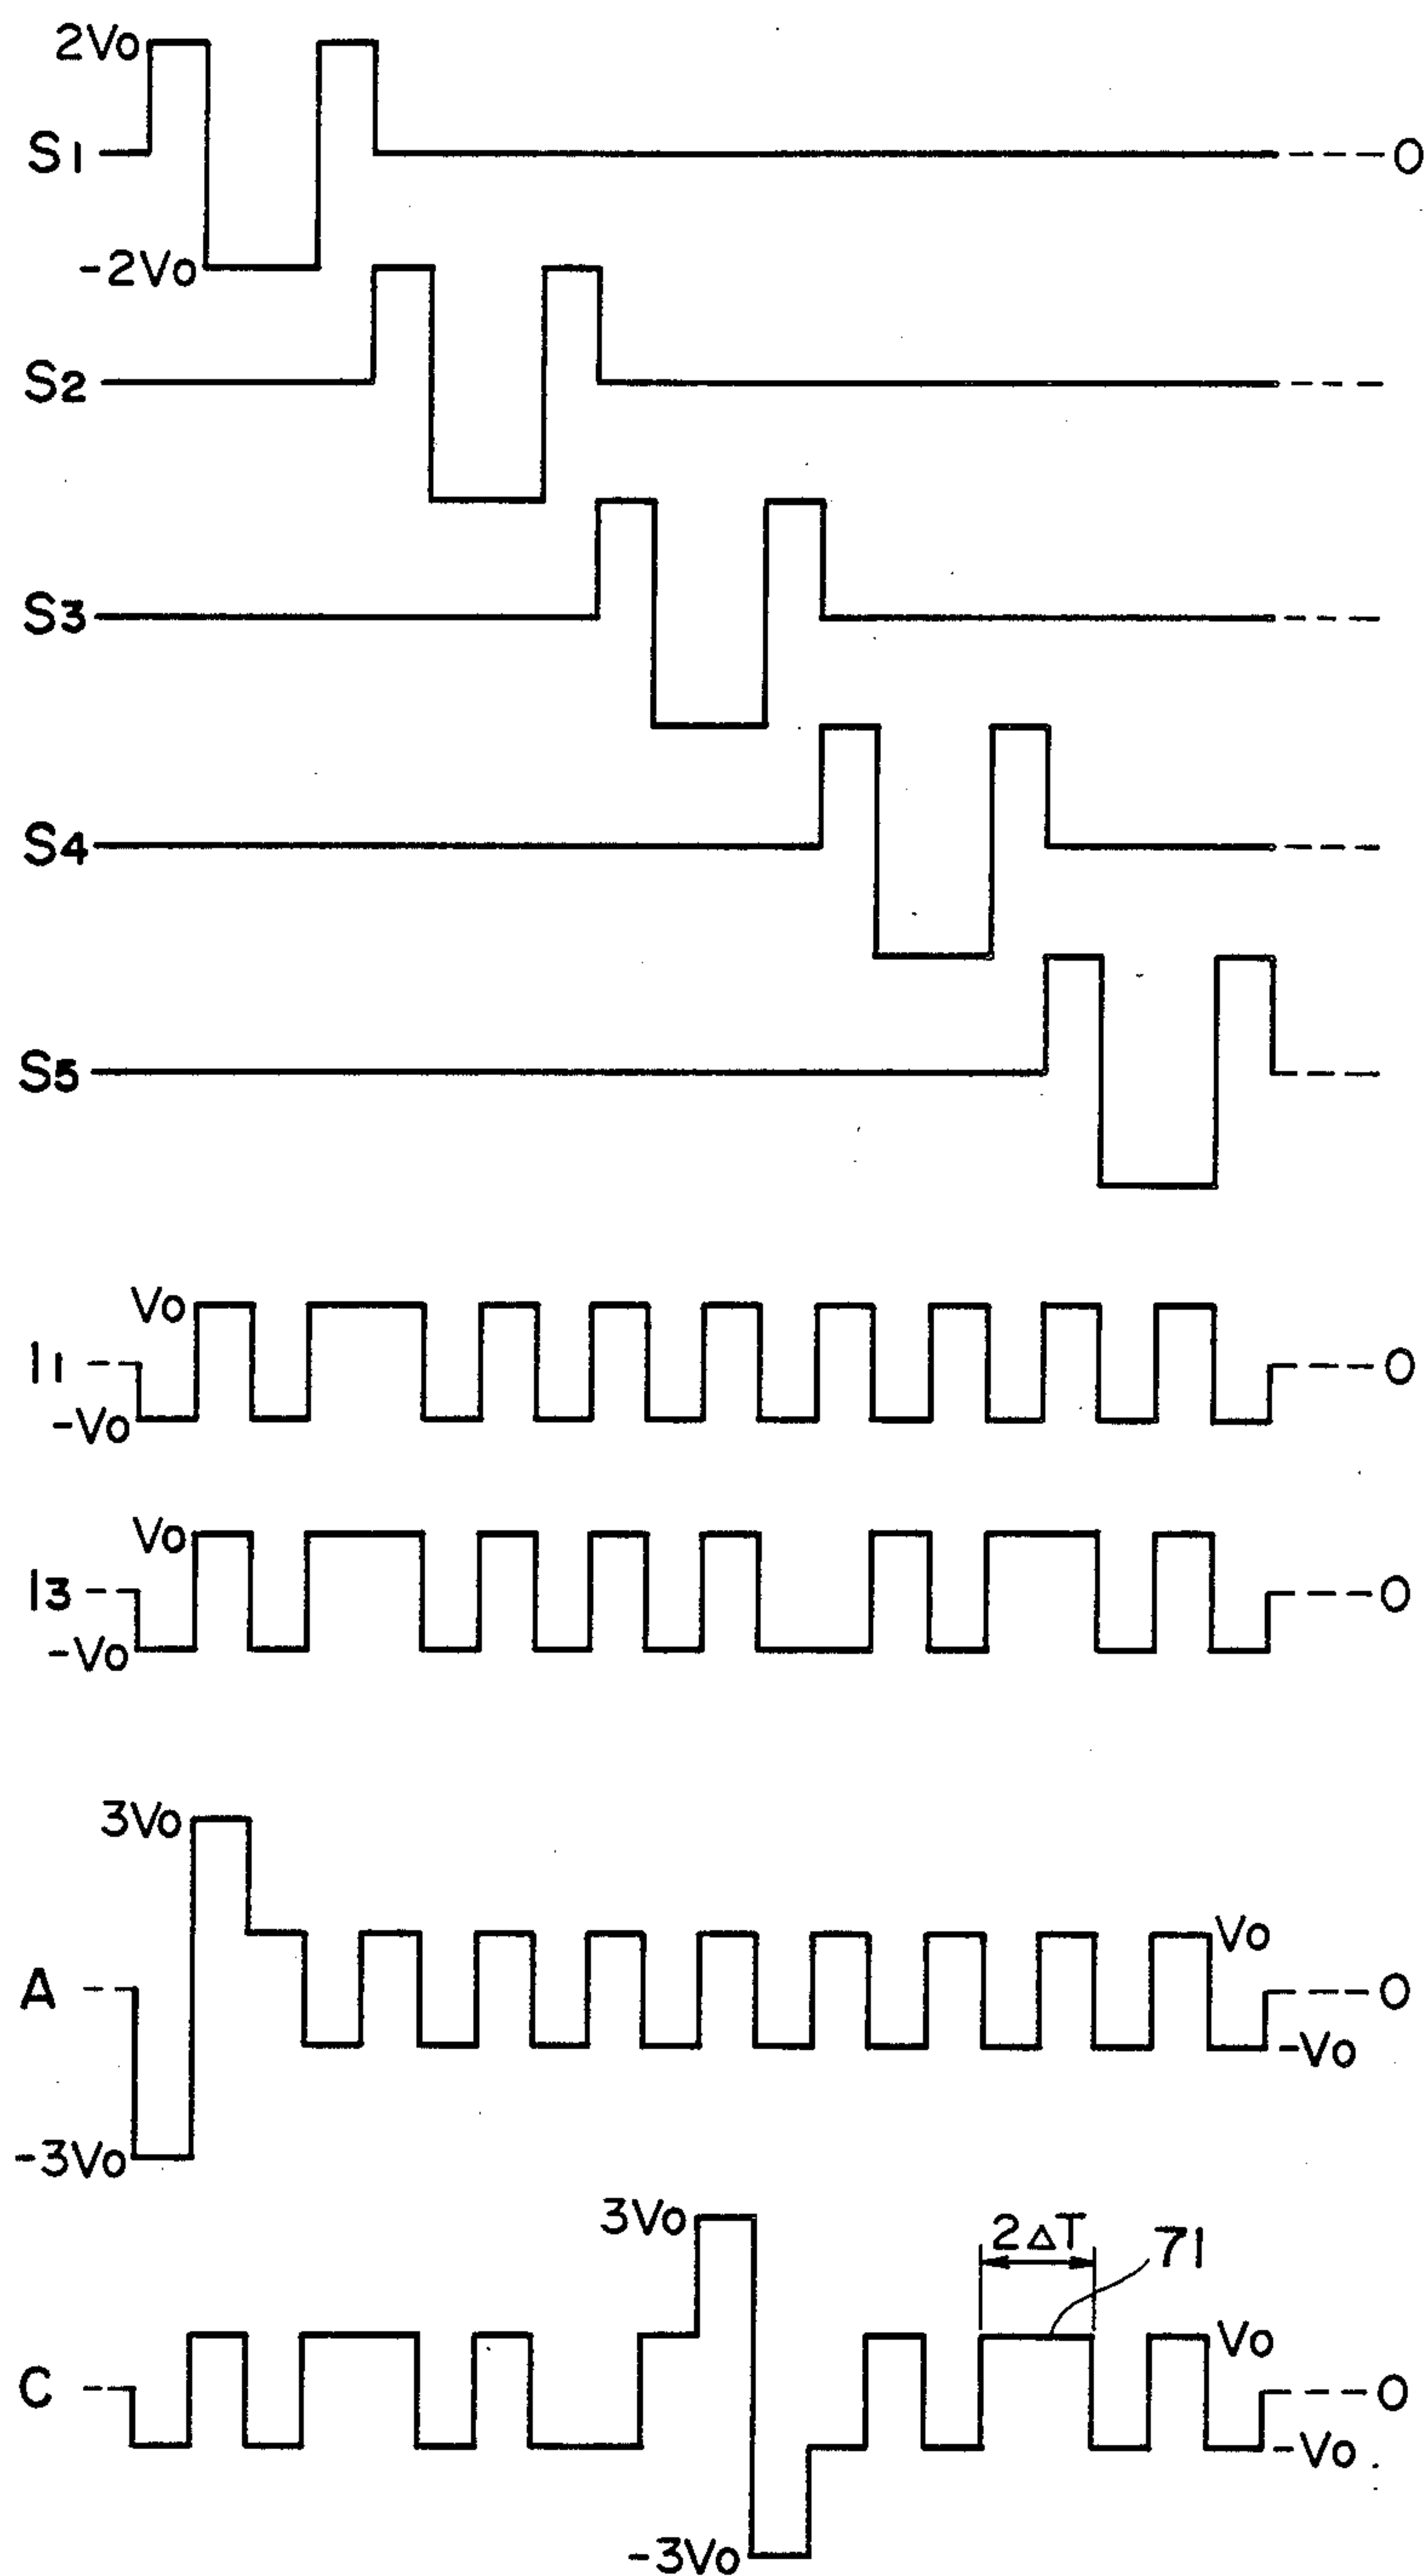 2Vo
S1 0
-2Vo
S2
S3
S4
S5
Vo
I1 0
-Vo
Vo
I3 0
-Vo
3Vo
Vo
A 0
-Vo
-3Vo
3Vo 2ΔT 71
Vo
C 0
-Vo
-3Vo